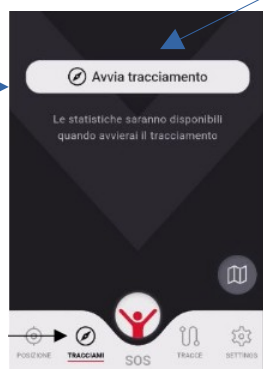 Avvia tracciamento
Le statistiche saranno disponibili
quando avvierai il tracciamento
POSIZIONE TRACCIAMI SOS TRACCE SETTINGS